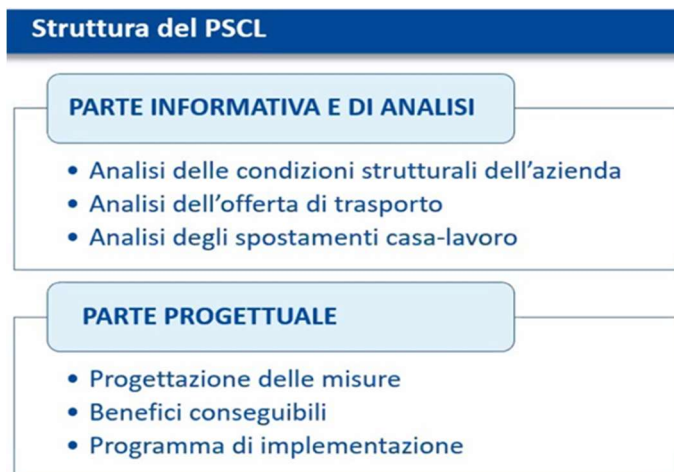 Struttura del PSCL
PARTE INFORMATIVA E DI ANALISI
• Analisi delle condizioni strutturali dell'azienda
• Analisi dell'offerta di trasporto
• Analisi degli spostamenti casa-lavoro
PARTE PROGETTUALE
• Progettazione delle misure
• Benefici conseguibili
• Programma di implementazione